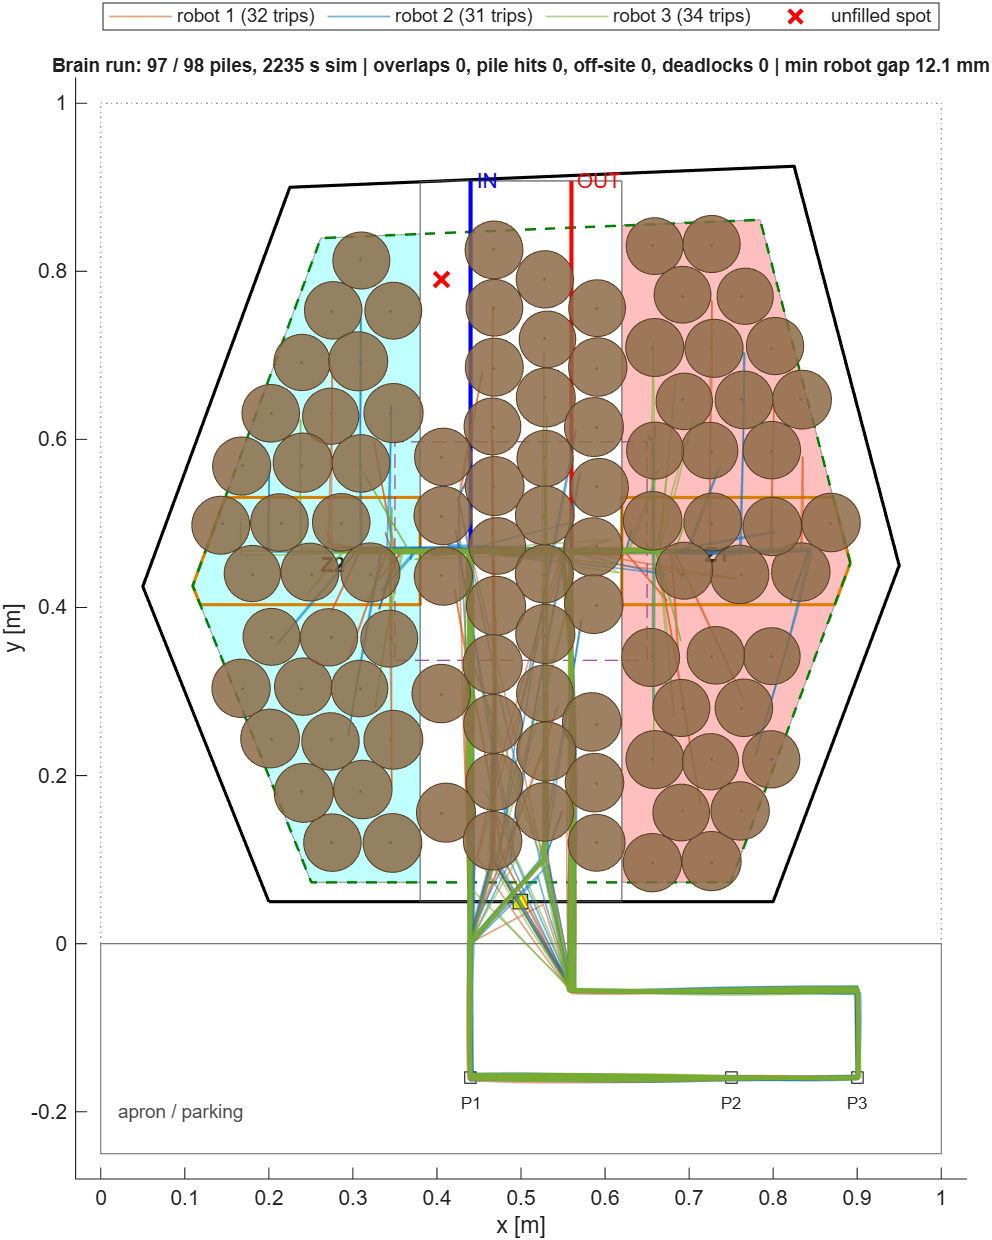 robot 1 (32 trips) robot 2 (31 trips) robot 3 (34 trips) unfilled spot
Brain run: 97 / 98 piles, 2235 s sim | overlaps 0, pile hits 0, off-site 0, deadlocks 0 | min robot gap 12.1 mm
1
IN OUT
0.8
0.6
y [m]
Z2
0.4
0.2
0
P1 P2 P3
-0.2
apron / parking
0 0.1 0.2 0.3 0.4 0.5 0.6 0.7 0.8 0.9 1
x [m]